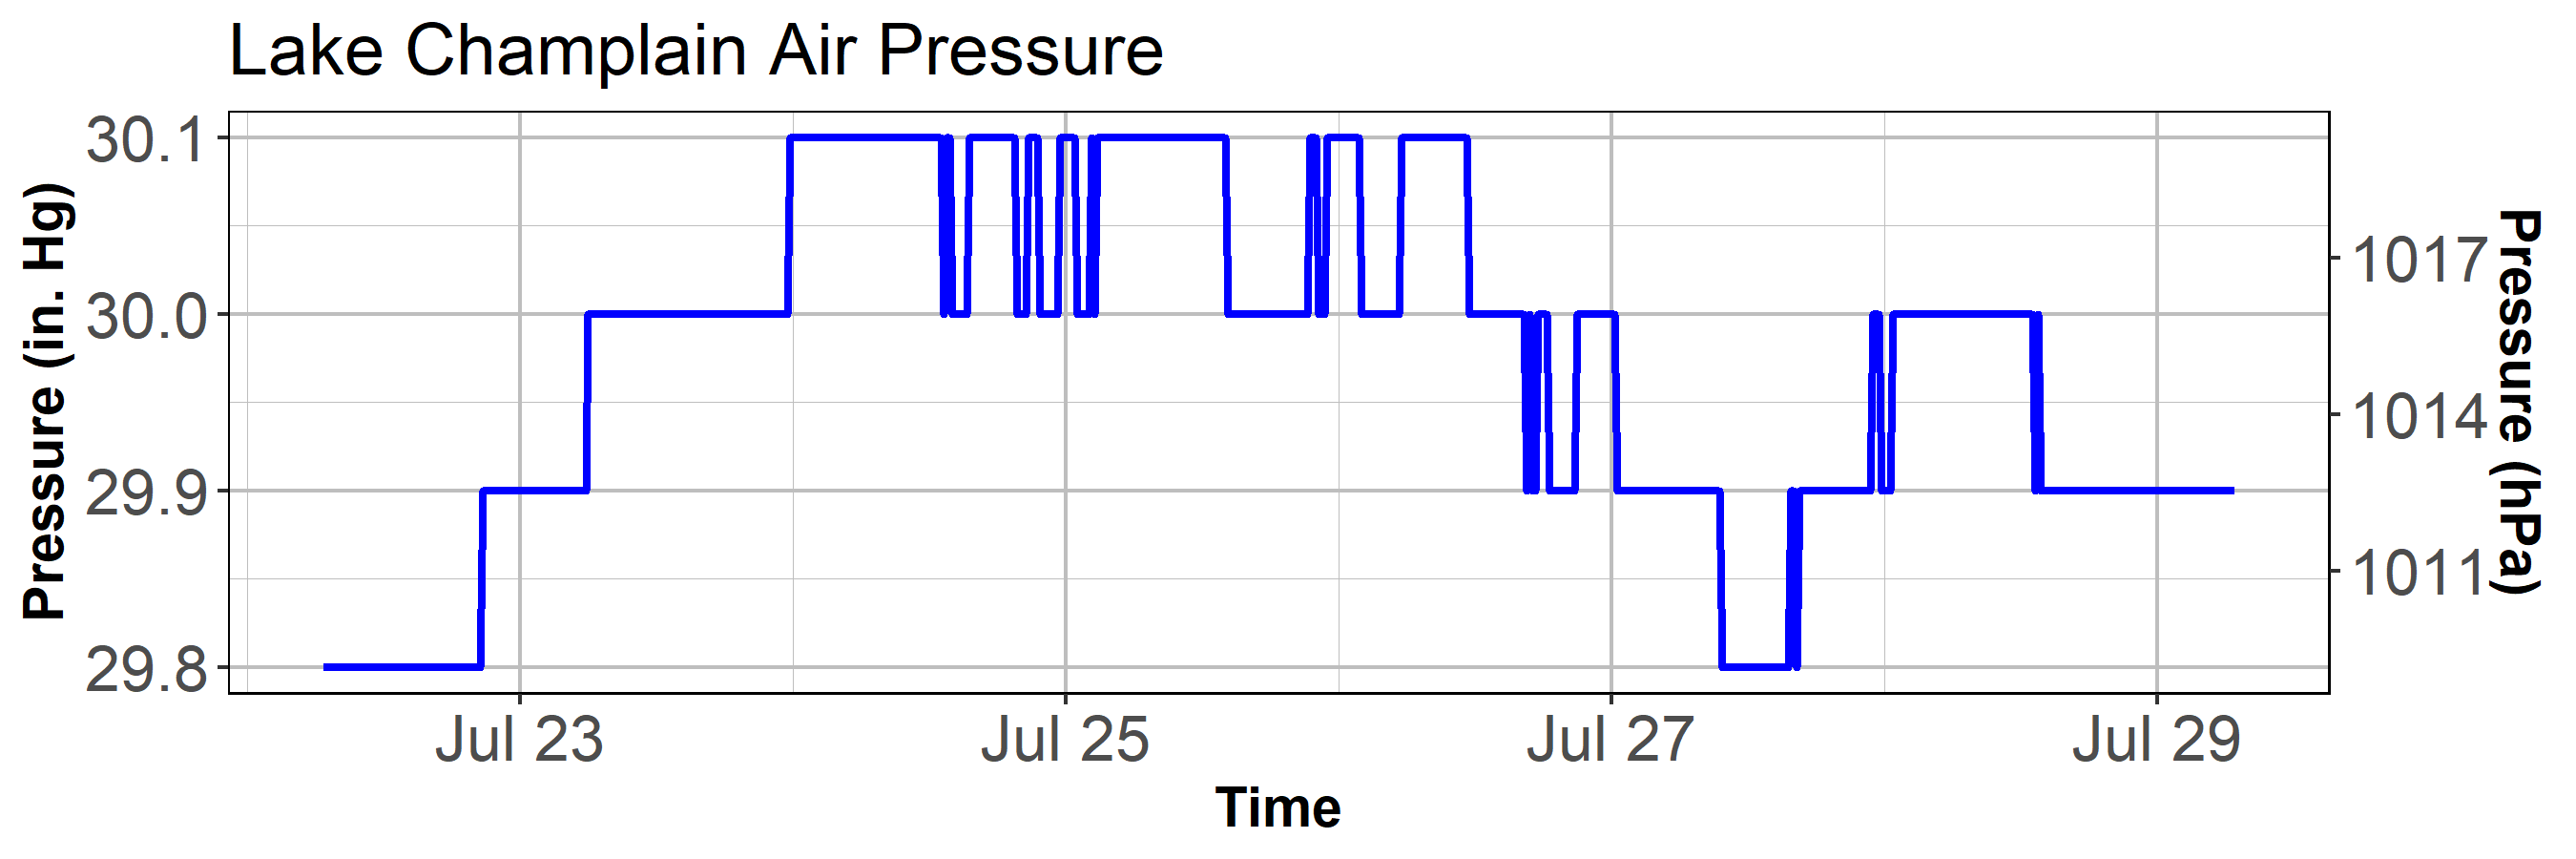 Lake Champlain Air Pressure
Pressure (in. Hg)
30.1
30.0
29.9
29.8
1017
1014
1011
Pressure (hPa)
Jul 23
Jul 25
Jul 27
Jul 29
Time